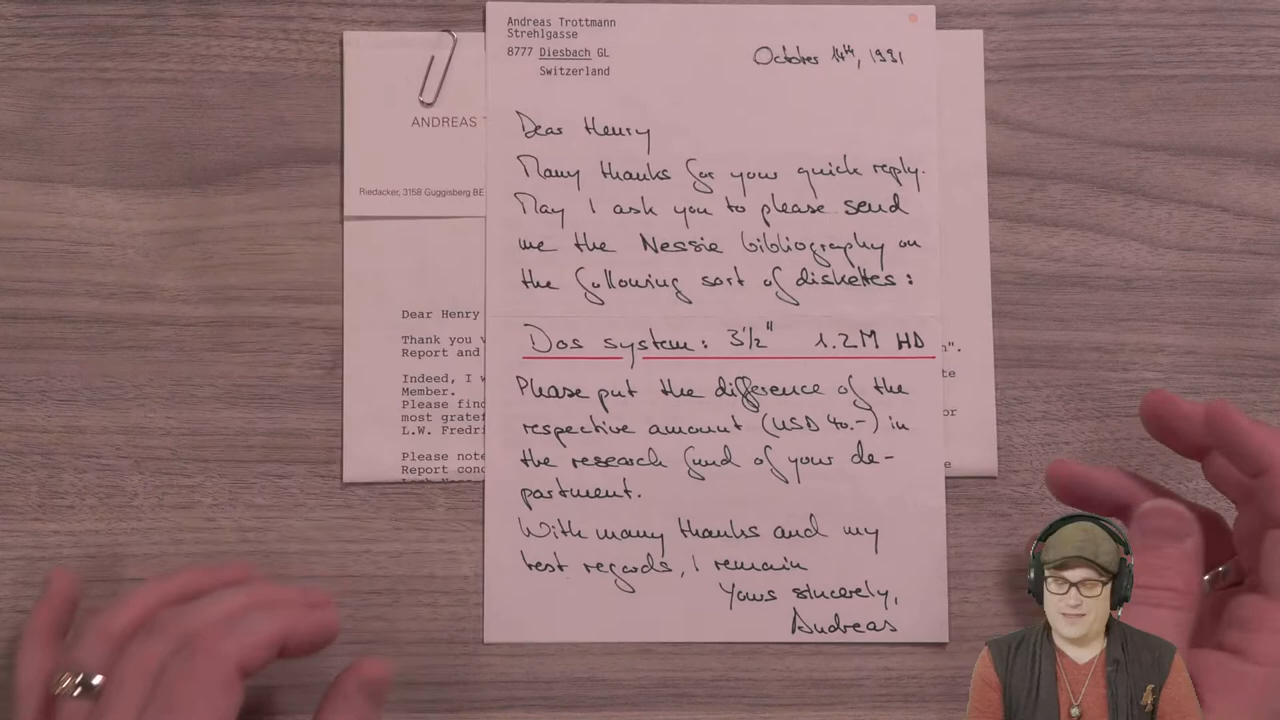 Andreas Trottmann
Strehlgasse
8777 Diesbach GL
Switzerland
October 14th, 1991
Dear Henry
Many thanks for your quick reply.
May I ask you to please send
me the Nessie bibliography on
the following sort of diskettes:
Dos system: 3 1/2" 1.2M HD
Please put the difference of the
respective amount (USD 40.-) in
the research fund of your de-
partment.
With many thanks and my
best regards, I remain
Yours sincerely,
Andreas
ANDREAS
Riedacker, 3158 Guggisberg BE
Dear Henry
Thank you
Report and
Indeed, I
Member.
Please find
most
L.W.
Please note
Report